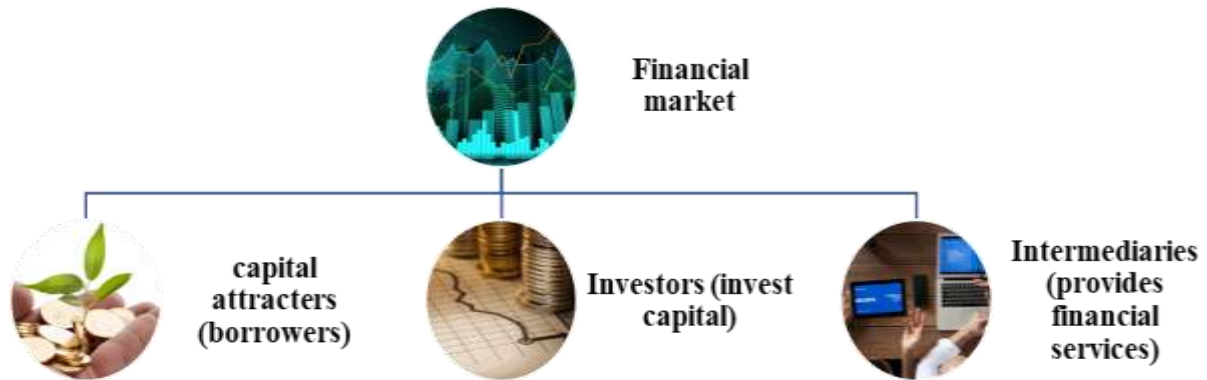 Financial
market
capital
attracters
(borrowers)
Investors (invest
capital)
Intermediaries
(provides
financial
services)